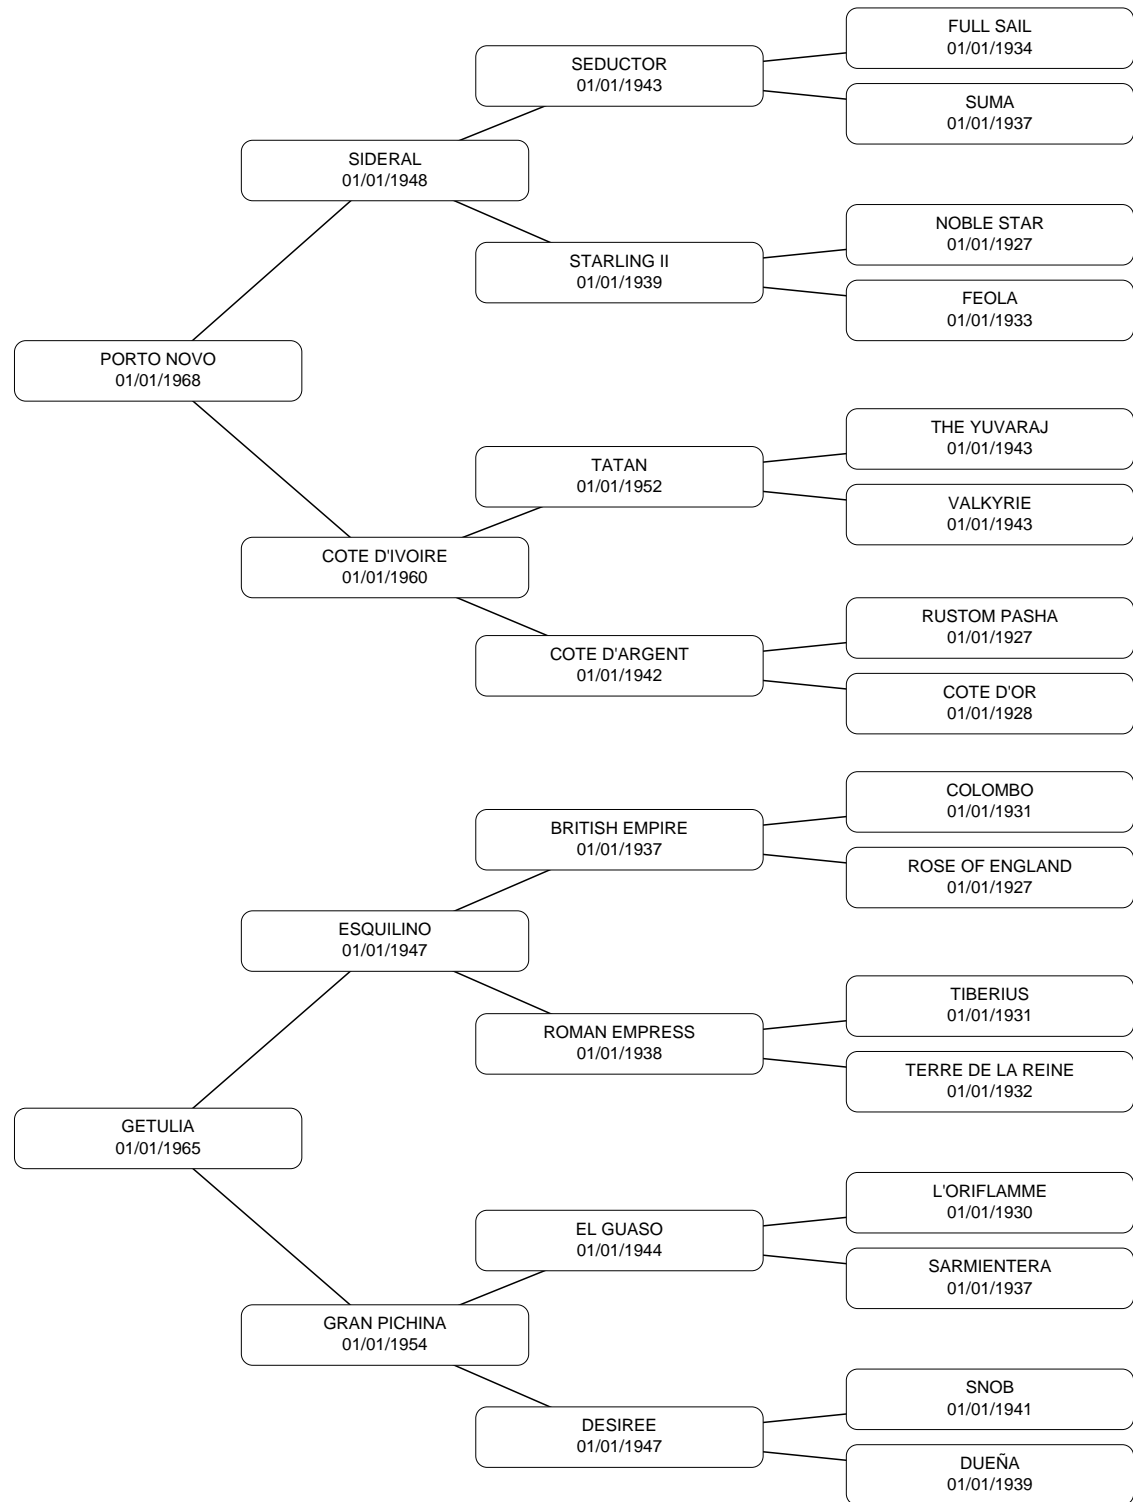 FULL SAIL
01/01/1934
SEDUCTOR
01/01/1943
SUMA
01/01/1937
SIDERAL
01/01/1948
NOBLE STAR
01/01/1927
STARLING II
01/01/1939
FEOLA
01/01/1933
PORTO NOVO
01/01/1968
THE YUVARAJ
01/01/1943
TATAN
01/01/1952
VALKYRIE
01/01/1943
COTE D'IVOIRE
01/01/1960
RUSTOM PASHA
01/01/1927
COTE D'ARGENT
01/01/1942
COTE D'OR
01/01/1928
COLOMBO
01/01/1931
BRITISH EMPIRE
01/01/1937
ROSE OF ENGLAND
01/01/1927
ESQUILINO
01/01/1947
TIBERIUS
01/01/1931
ROMAN EMPRESS
01/01/1938
TERRE DE LA REINE
01/01/1932
GETULIA
01/01/1965
L'ORIFLAMME
01/01/1930
EL GUASO
01/01/1944
SARMIENTERA
01/01/1937
GRAN PICHINA
01/01/1954
SNOB
01/01/1941
DESIREE
01/01/1947
DUEÑA
01/01/1939